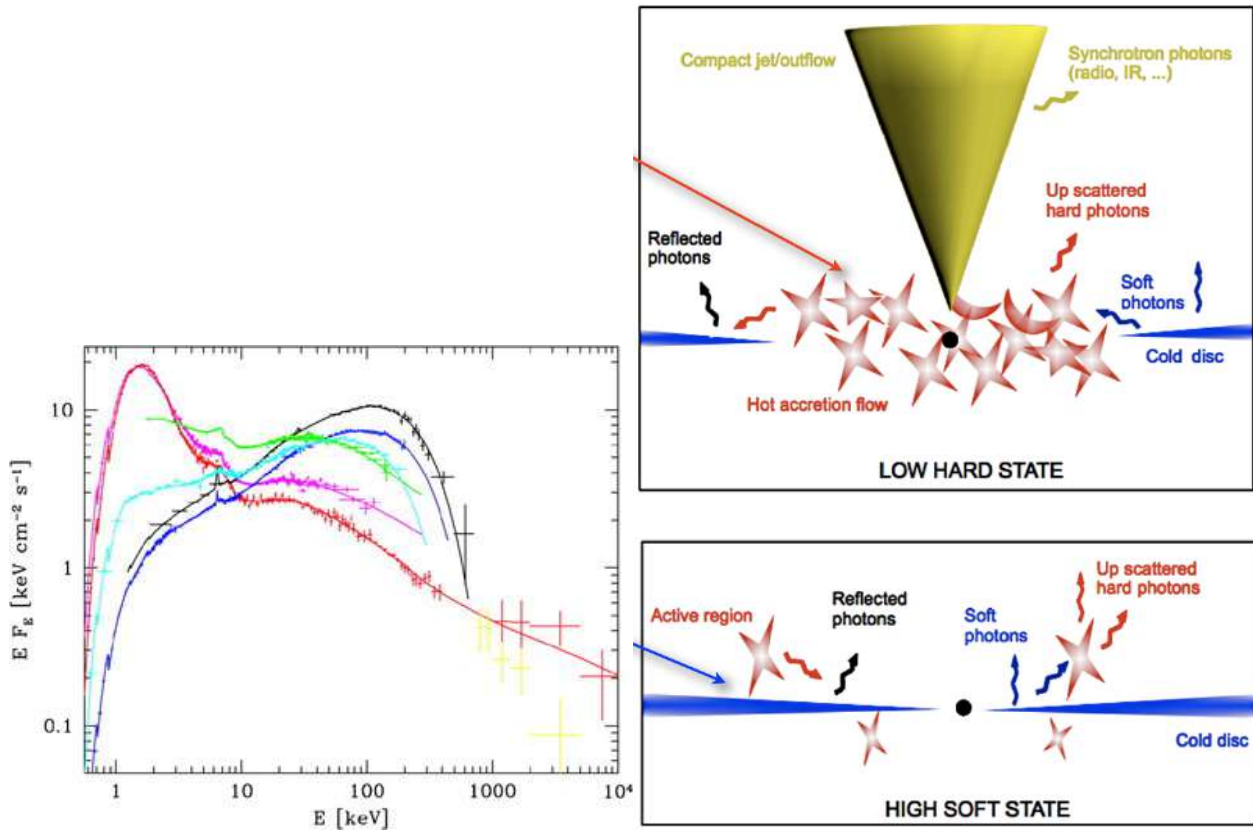 10
1
0.1
E F_E [keV cm⁻² s⁻¹]
1
10
100
1000
10⁴
E [keV]
Compact jet/outflow
Synchrotron photons
(radio, IR, ...)
Up scattered
hard photons
Reflected
photons
Soft
photons
Cold disc
Hot accretion flow
LOW HARD STATE
Active region
Reflected
photons
Soft
photons
Up scattered
hard photons
Cold disc
HIGH SOFT STATE